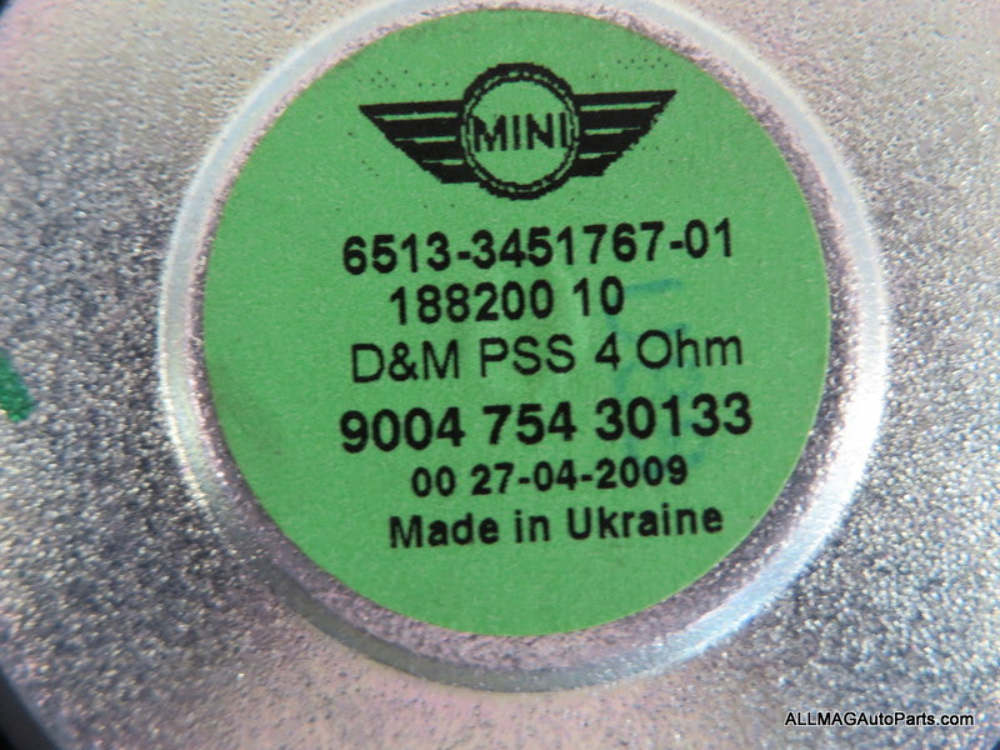 MINI
6513-3451767-01
188200 10
D&M PSS 4 Ohm
9004 754 30133
00 27-04-2009
Made in Ukraine
ALLMAGAutoParts.com